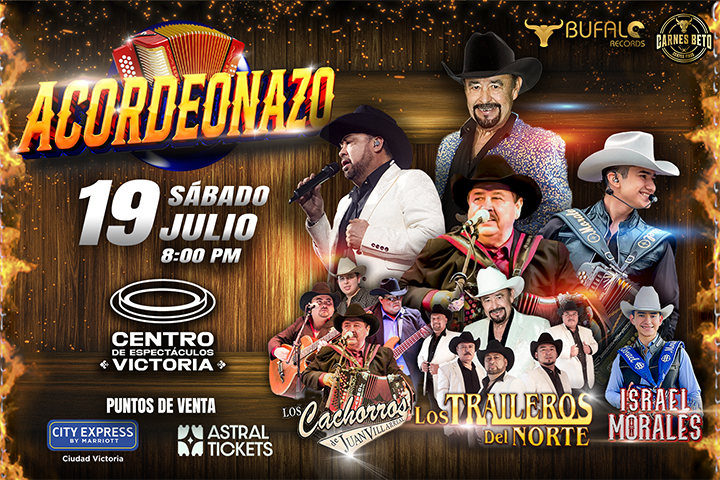 BUFALO
RECORDS
CARNES BETO
ACORDEONAZO
19
SÁBADO
JULIO
8:00 PM
CENTRO
DE ESPECTÁCULOS
VICTORIA
PUNTOS DE VENTA
CITY EXPRESS
BY MARRIOTT
Ciudad Victoria
ASTRAL
TICKETS
LOS
Cachorros
de JUAN VILLARREAL
LOS TRAILEROS
DEL NORTE
ISRAEL
MORALES